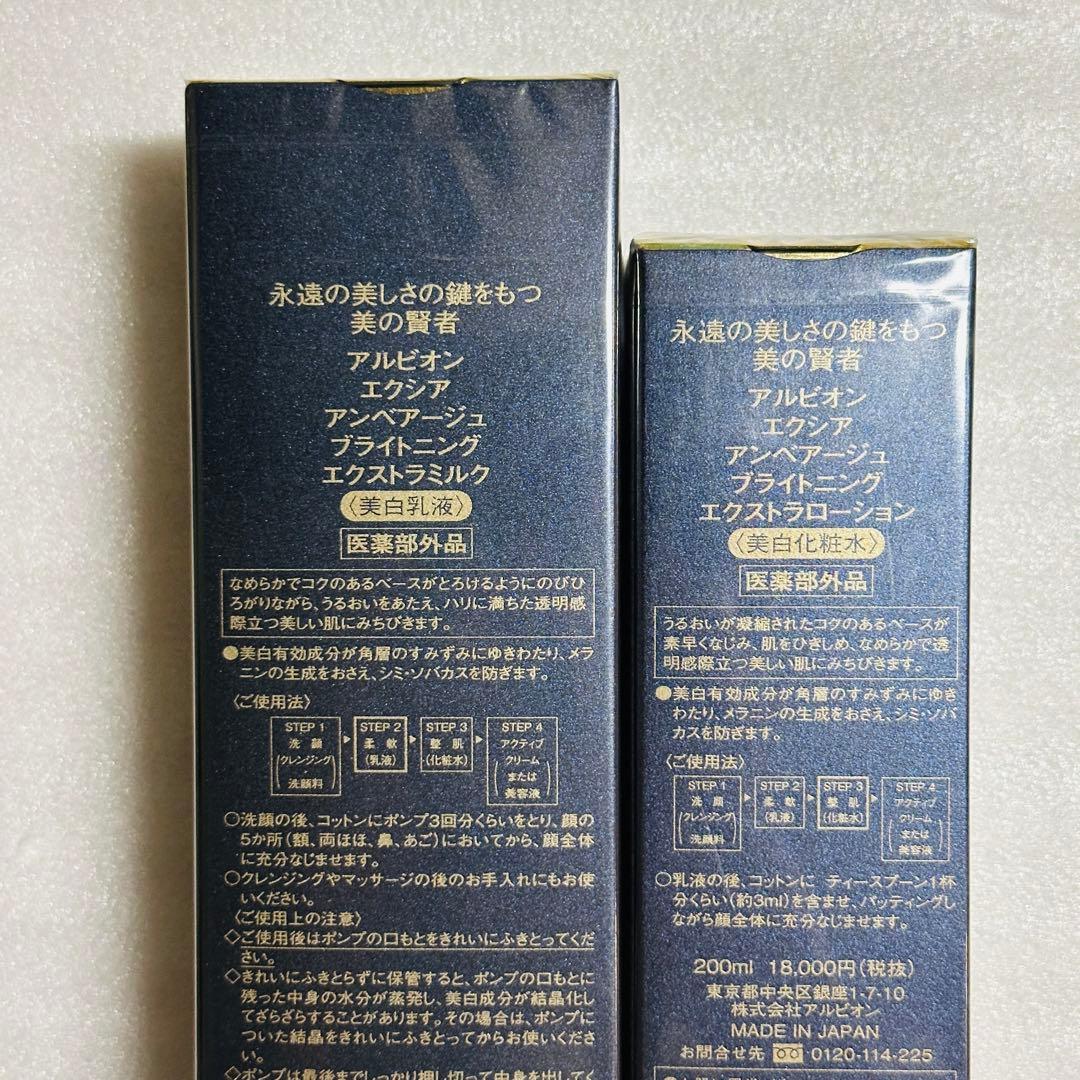 永遠の美しさの鍵をもつ
美の賢者
アルビオン
エクシア
アンベアージュ
ブライトニング
エクストラミルク
〈美白乳液〉
医薬部外品
なめらかでコクのあるベースがとろけるようにのびひ
ろがりながら、うるおいをあたえ、ハリに満ちた透明感
際立つ美しい肌にみちびきます。
●美白有効成分が角層のすみずみにゆきわたり、メラ
ニンの生成をおさえ、シミ・ソバカスを防ぎます。
〈ご使用法〉
STEP 1
洗 顔
(クレンジング)
洗顔料
STEP 2
柔 軟
(乳液)
STEP 3
整 肌
(化粧水)
STEP 4
アクティブ
クリーム
(または)
美容液
○洗顔の後、コットンにポンプ3回分くらいをとり、顔の
5か所(額、両ほほ、鼻、あご)においてから、顔全体
に充分なじませます。
○クレンジングやマッサージの後のお手入れにもお使
いください。
〈ご使用上の注意〉
◇ご使用後はポンプの口もとをきれいにふきとってくだ
さい。
◇きれいにふきとらずに保管すると、ポンプの口もとに
残った中身の水分が蒸発し、美白成分が結晶化し
てざらざらすることがあります。その場合は、ポンプに
ついた結晶をきれいにふきとってからお使いくださ
い。
◇ポンプは最後までしっかり押し切って中身を出してく
永遠の美しさの鍵をもつ
美の賢者
アルビオン
エクシア
アンベアージュ
ブライトニング
エクストラローション
〈美白化粧水〉
医薬部外品
うるおいが凝縮されたコクのあるベースが
素早くなじみ、肌をひきしめ、なめらかで透
明感際立つ美しい肌にみちびきます。
●美白有効成分が角層のすみずみにゆき
わたり、メラニンの生成をおさえ、シミ・ソバ
カスを防ぎます。
〈ご使用法〉
STEP 1
洗 顔
(クレンジング)
洗顔料
STEP 2
柔 軟
(乳液)
STEP 3
整 肌
(化粧水)
STEP 4
アクティブ
クリーム
(または)
美容液
○乳液の後、コットンに ティースプーン1杯
分くらい(約3ml)を含ませ、パッティングし
ながら顔全体に充分なじませます。
200ml 18,000円(税抜)
東京都中央区銀座1-7-10
株式会社アルビオン
MADE IN JAPAN
お問合せ先 0120-114-225